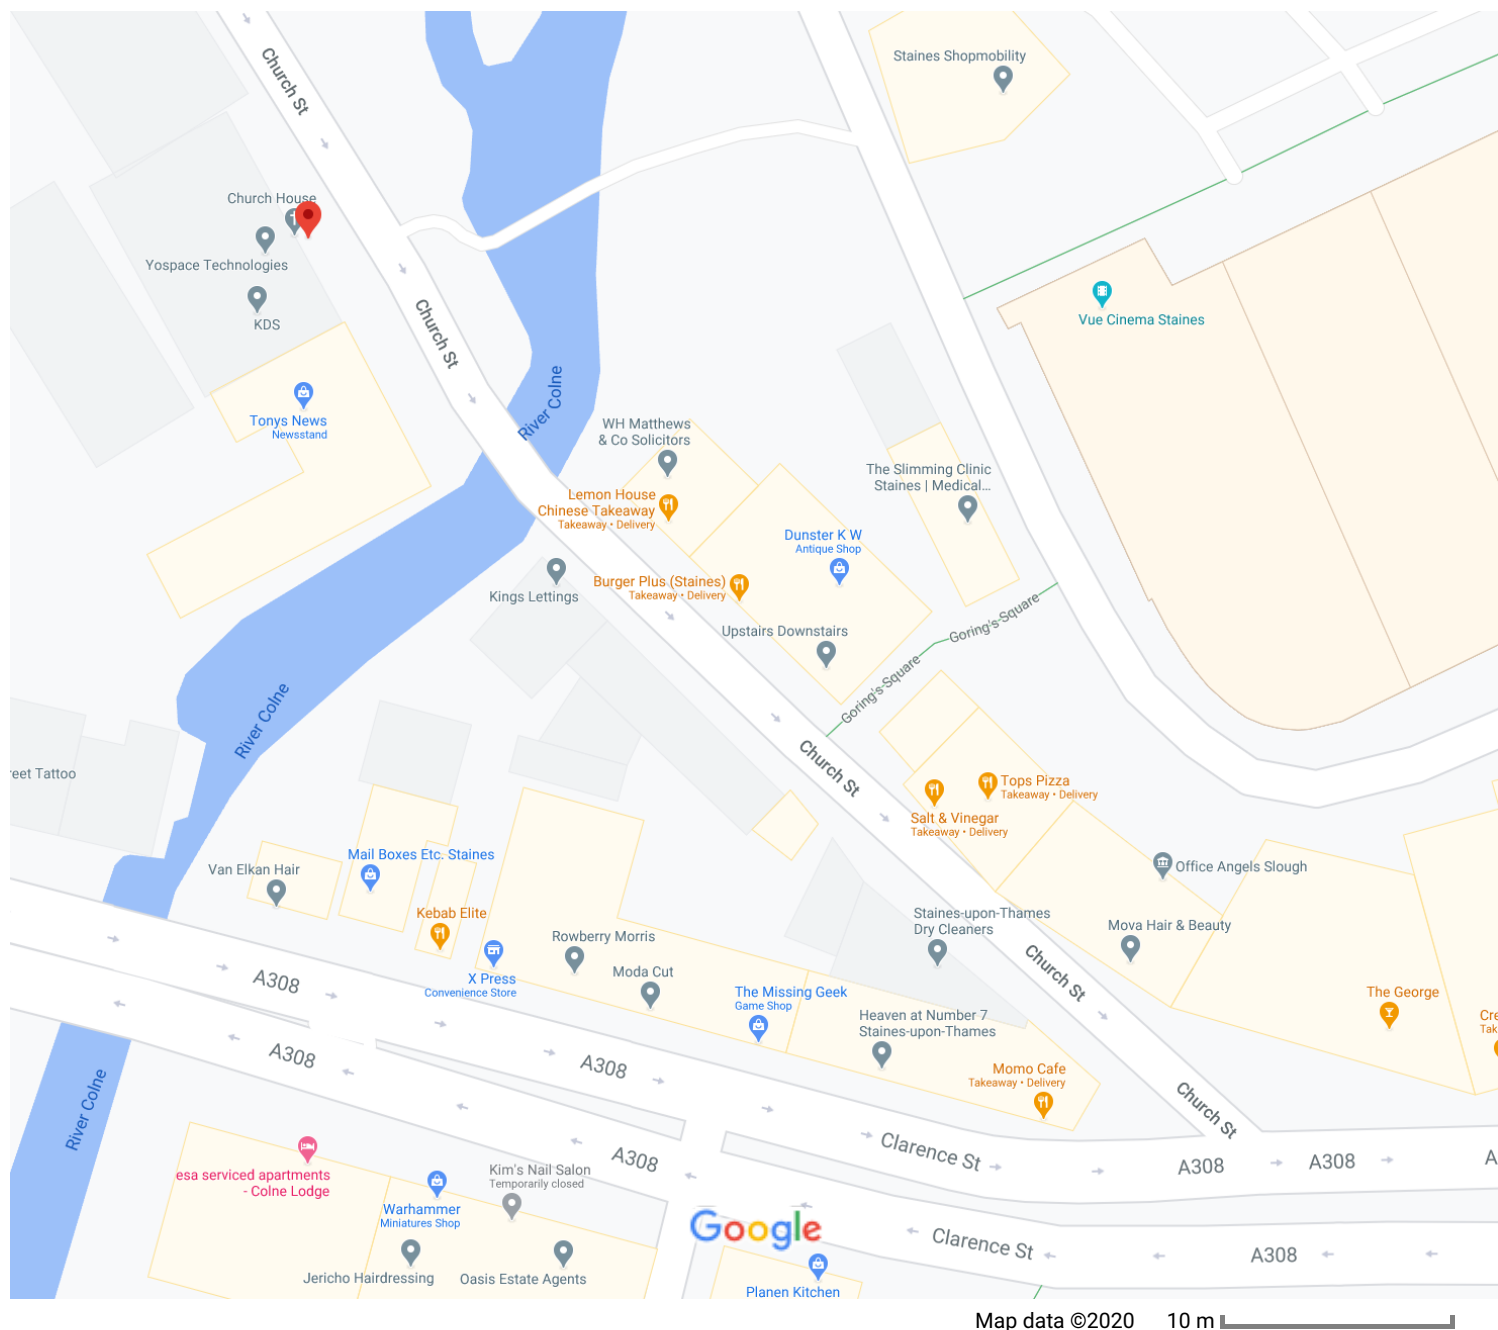 Church St
Staines Shopmobility
Church House
Yospace Technologies
KDS
Church St
Vue Cinema Staines
River Colne
Tonys News
Newsstand
WH Matthews
& Co Solicitors
The Slimming Clinic
Staines | Medical...
Lemon House
Chinese Takeaway
Takeaway • Delivery
Dunster K W
Antique Shop
Burger Plus (Staines)
Takeaway • Delivery
Kings Lettings
Upstairs Downstairs
Goring's Square
Goring's Square
River Colne
Church St
reet Tattoo
Tops Pizza
Takeaway • Delivery
Salt & Vinegar
Takeaway • Delivery
Mail Boxes Etc. Staines
Van Elkan Hair
Office Angels Slough
Kebab Elite
Staines-upon-Thames
Dry Cleaners
Mova Hair & Beauty
Rowberry Morris
Moda Cut
X Press
Convenience Store
Church St
A308
The Missing Geek
Game Shop
The George
Heaven at Number 7
Staines-upon-Thames
Cre
Tak
A308
A308
Momo Cafe
Takeaway • Delivery
River Colne
Church St
A308
Clarence St
A308
A308
A
esa serviced apartments
- Colne Lodge
Kim's Nail Salon
Temporarily closed
Warhammer
Miniatures Shop
Google
Clarence St
A308
Jericho Hairdressing
Oasis Estate Agents
Planen Kitchen
Map data ©2020
10 m